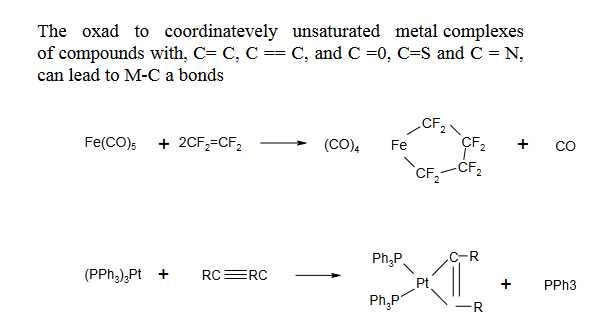 The oxad to coordinatevely unsaturated metal complexes
of compounds with, C= C, C == C, and C =0, C=S and C = N,
can lead to M-C a bonds
Fe(CO)5 + 2CF2=CF2 (CO)4 Fe CF2 CF2 CF2 CF2 + CO
(PPh3)3Pt + RC≡RC Ph3P Ph3P Pt C-R -R + PPh3